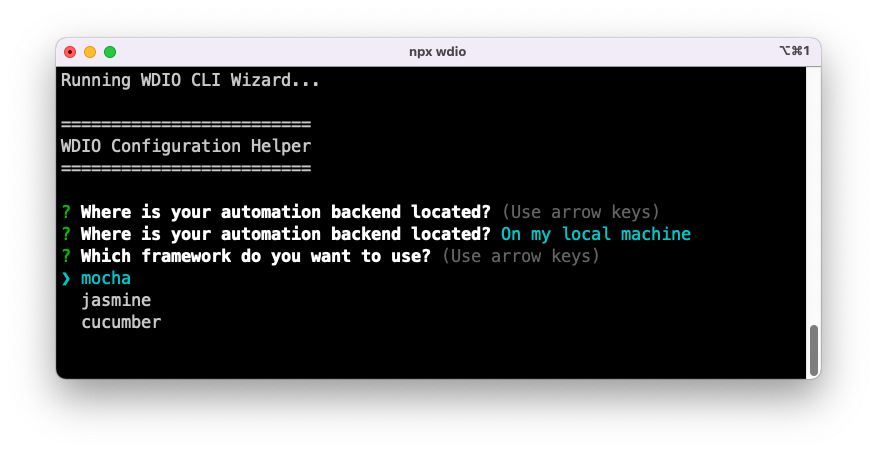 npx wdio
⌥⌘1
Running WDIO CLI Wizard...
=========================
WDIO Configuration Helper
=========================
? Where is your automation backend located? (Use arrow keys)
? Where is your automation backend located? On my local machine
? Which framework do you want to use? (Use arrow keys)
❯ mocha
jasmine
cucumber